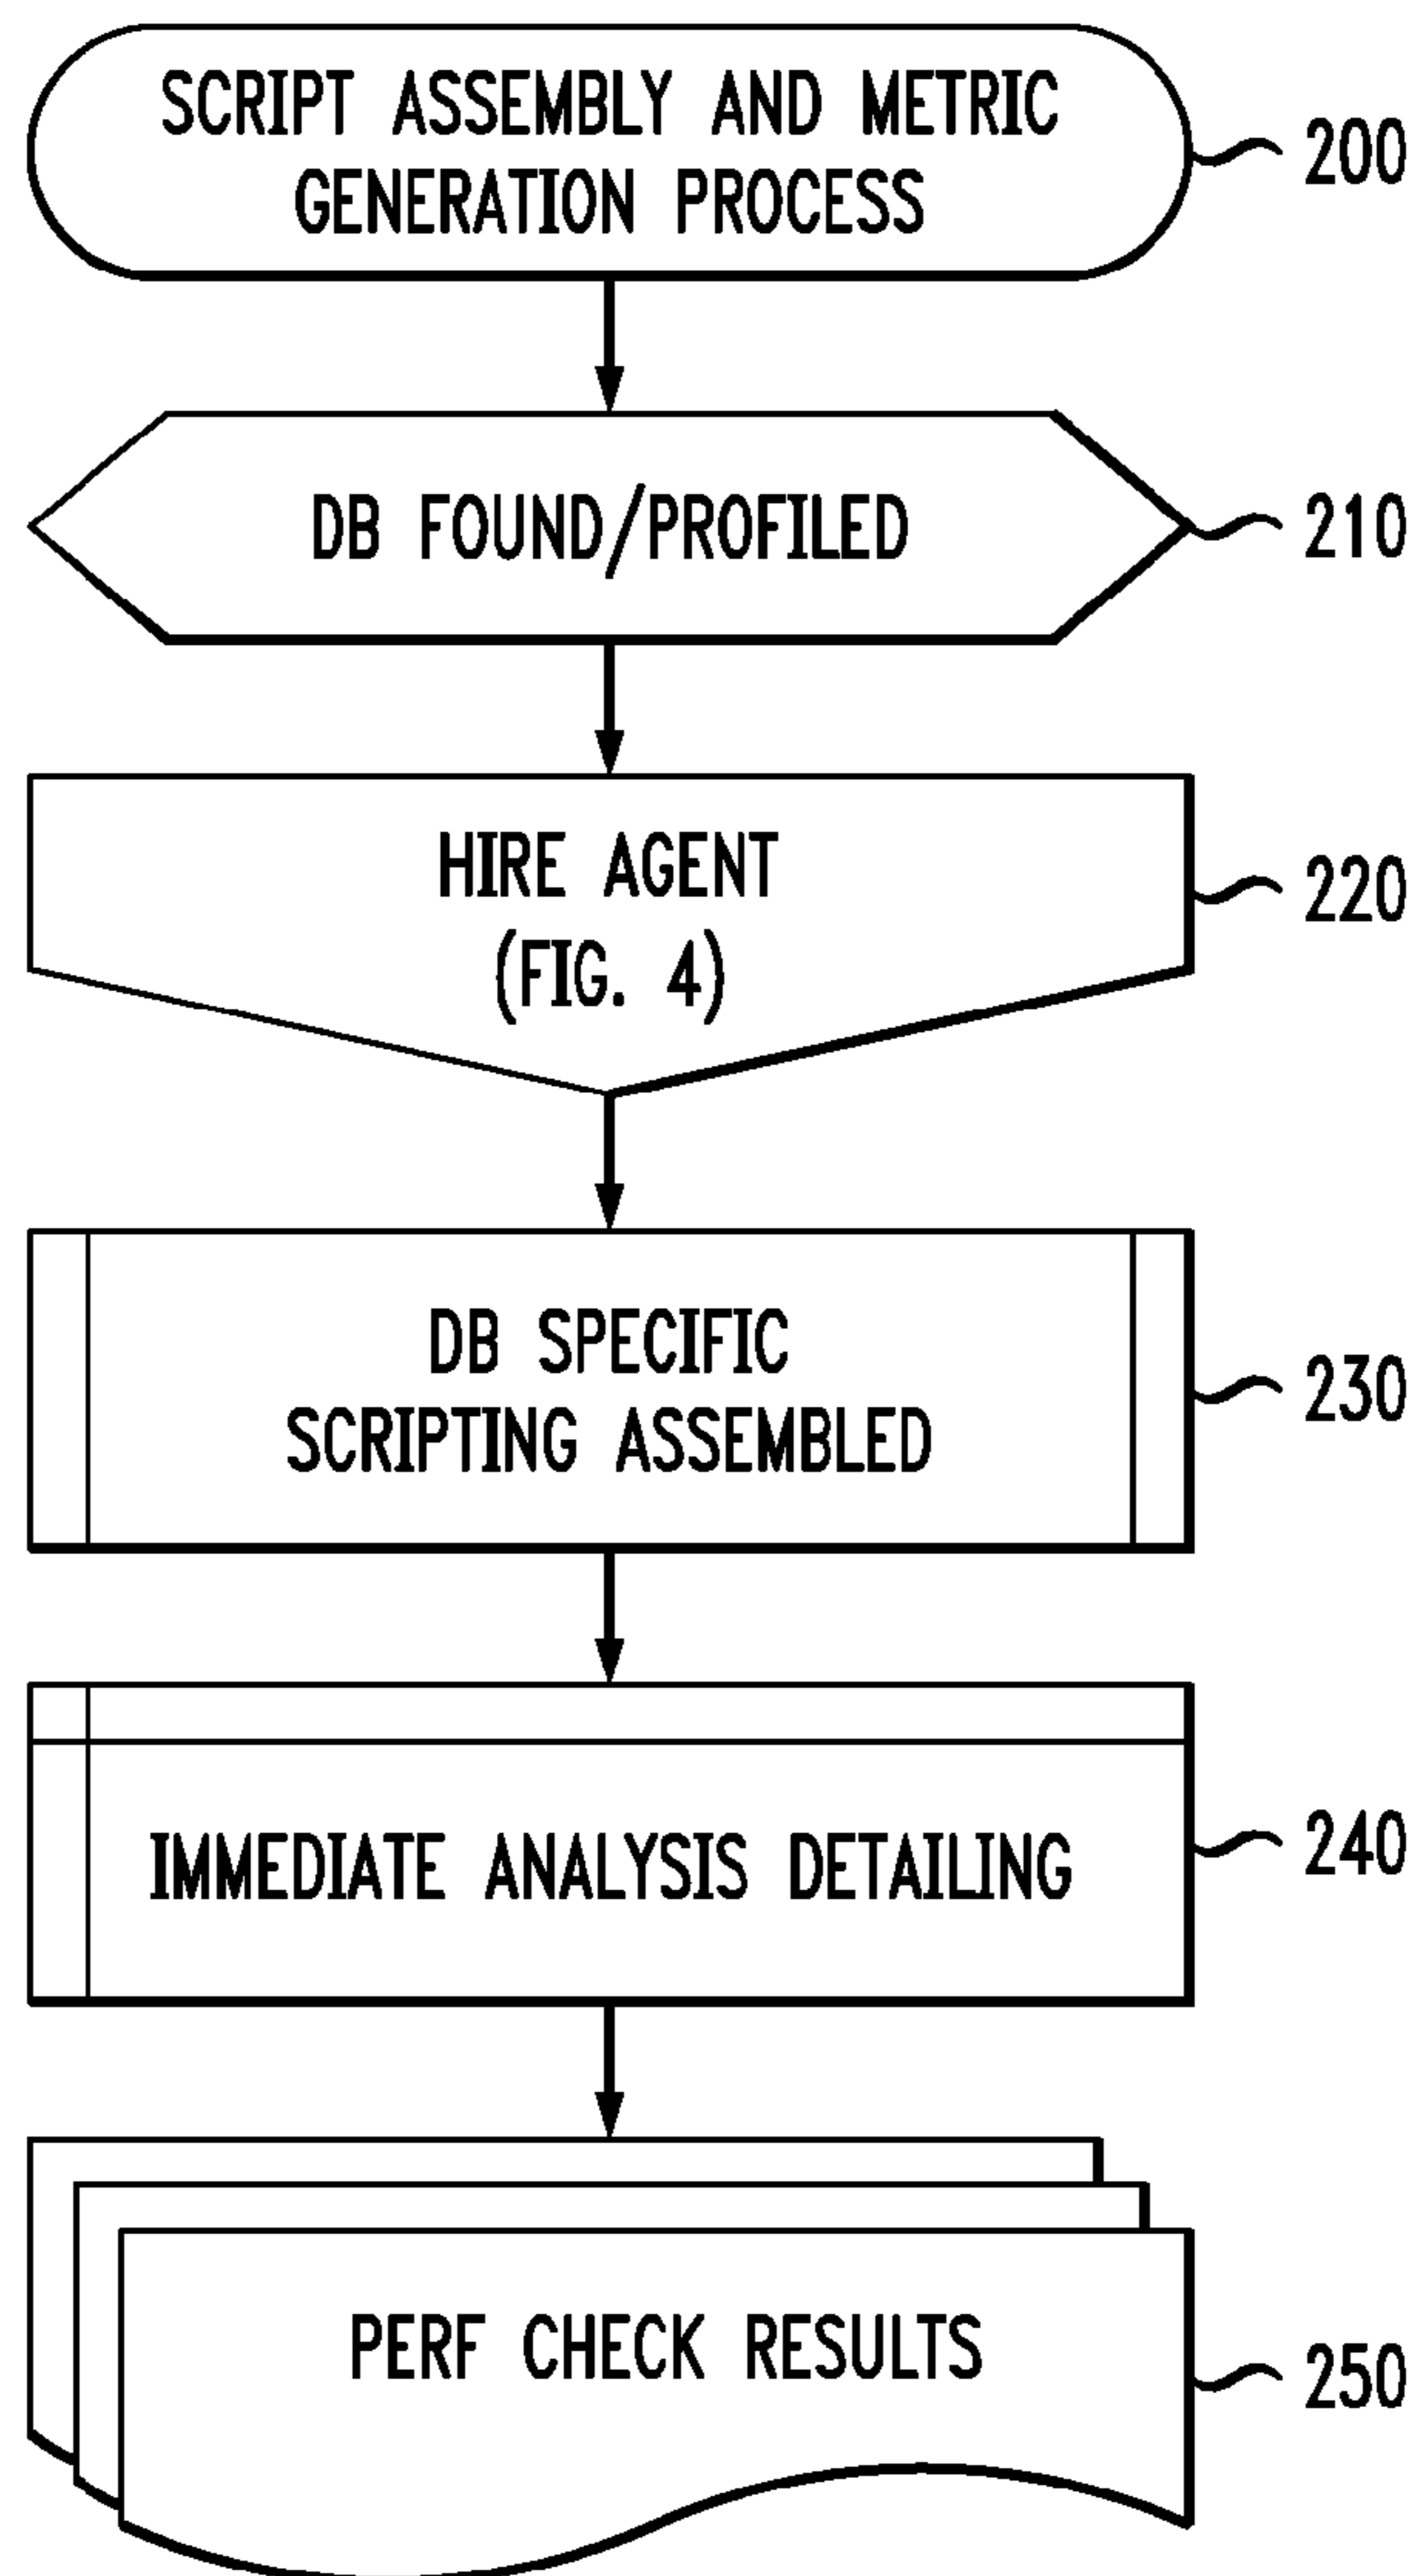 SCRIPT ASSEMBLY AND METRIC
GENERATION PROCESS
200
DB FOUND/PROFILED
210
HIRE AGENT
(FIG. 4)
220
DB SPECIFIC
SCRIPTING ASSEMBLED
230
IMMEDIATE ANALYSIS DETAILING
240
PERF CHECK RESULTS
250